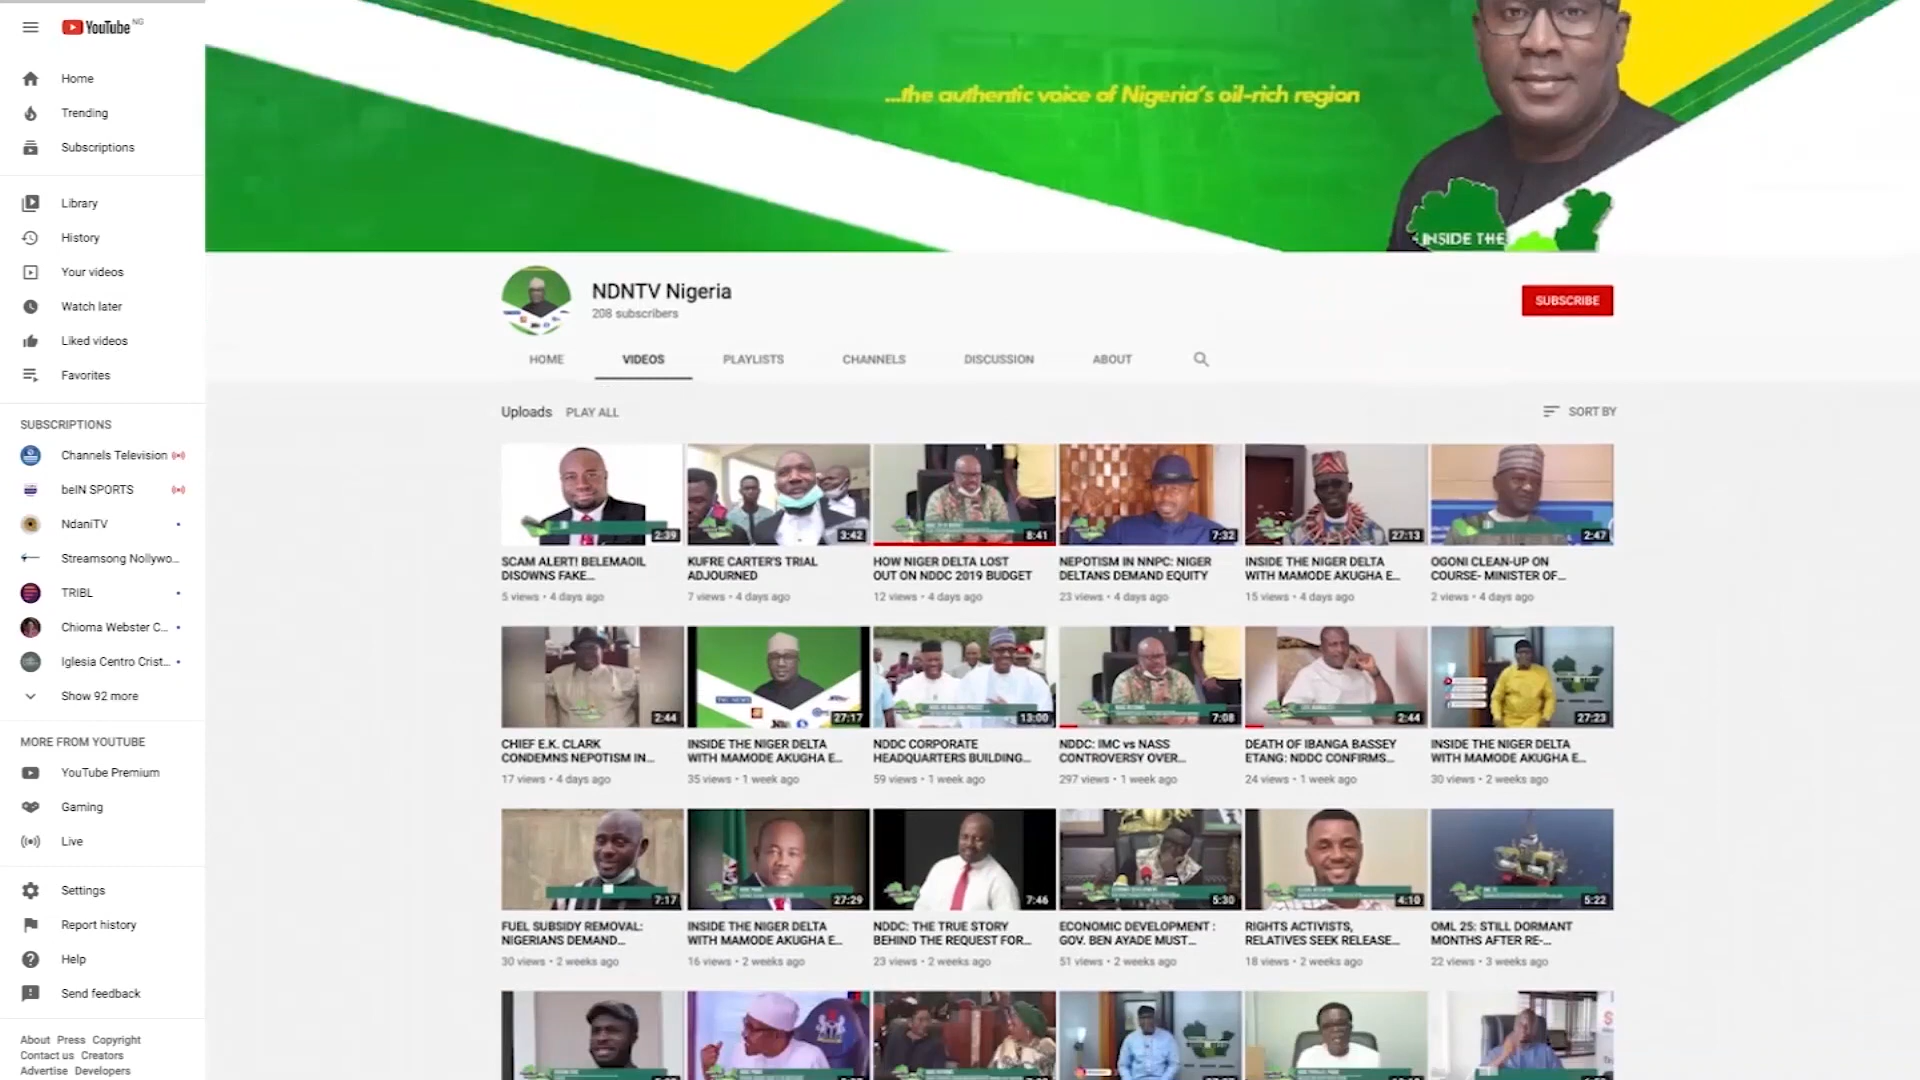 YouTube NG
Home
Trending
Subscriptions
Library
History
Your videos
Watch later
Liked videos
Favorites
SUBSCRIPTIONS
Channels Television
beIN SPORTS
NdaniTV
Streamsong Nollywo...
TRIBL
Chioma Webster C...
Iglesia Centro Crist...
Show 92 more
MORE FROM YOUTUBE
YouTube Premium
Gaming
Live
Settings
Report history
Help
Send feedback
About Press Copyright
Contact us Creators
Advertise Developers
...the authentic voice of Nigeria's oil-rich region
INSIDE THE
NDNTV Nigeria
208 subscribers
SUBSCRIBE
HOME VIDEOS PLAYLISTS CHANNELS DISCUSSION ABOUT
Uploads PLAY ALL SORT BY
2:39 3:42 8:41 7:32 27:13 2:47
SCAM ALERT! BELEMAOIL
DISOWNS FAKE...
5 views • 4 days ago
KUFRE CARTER'S TRIAL
ADJOURNED
7 views • 4 days ago
HOW NIGER DELTA LOST
OUT ON NDDC 2019 BUDGET
12 views • 4 days ago
NEPOTISM IN NNPC: NIGER
DELTANS DEMAND EQUITY
23 views • 4 days ago
INSIDE THE NIGER DELTA
WITH MAMODE AKUGHA E...
15 views • 4 days ago
OGONI CLEAN-UP ON
COURSE- MINISTER OF...
2 views • 4 days ago
2:44 27:17 13:00 7:08 2:44 27:23
CHIEF E.K. CLARK
CONDEMNS NEPOTISM IN...
17 views • 4 days ago
INSIDE THE NIGER DELTA
WITH MAMODE AKUGHA E...
35 views • 1 week ago
NDDC CORPORATE
HEADQUARTERS BUILDING...
59 views • 1 week ago
NDDC: IMC vs NASS
CONTROVERSY OVER...
297 views • 1 week ago
DEATH OF IBANGA BASSEY
ETANG: NDDC CONFIRMS...
24 views • 1 week ago
INSIDE THE NIGER DELTA
WITH MAMODE AKUGHA E...
30 views • 2 weeks ago
7:17 27:29 7:46 5:30 4:10 5:22
FUEL SUBSIDY REMOVAL:
NIGERIANS DEMAND...
30 views • 2 weeks ago
INSIDE THE NIGER DELTA
WITH MAMODE AKUGHA E...
16 views • 2 weeks ago
NDDC: THE TRUE STORY
BEHIND THE REQUEST FOR...
23 views • 2 weeks ago
ECONOMIC DEVELOPMENT :
GOV. BEN AYADE MUST...
51 views • 2 weeks ago
RIGHTS ACTIVISTS,
RELATIVES SEEK RELEASE...
18 views • 2 weeks ago
OML 25: STILL DORMANT
MONTHS AFTER RE-...
22 views • 3 weeks ago